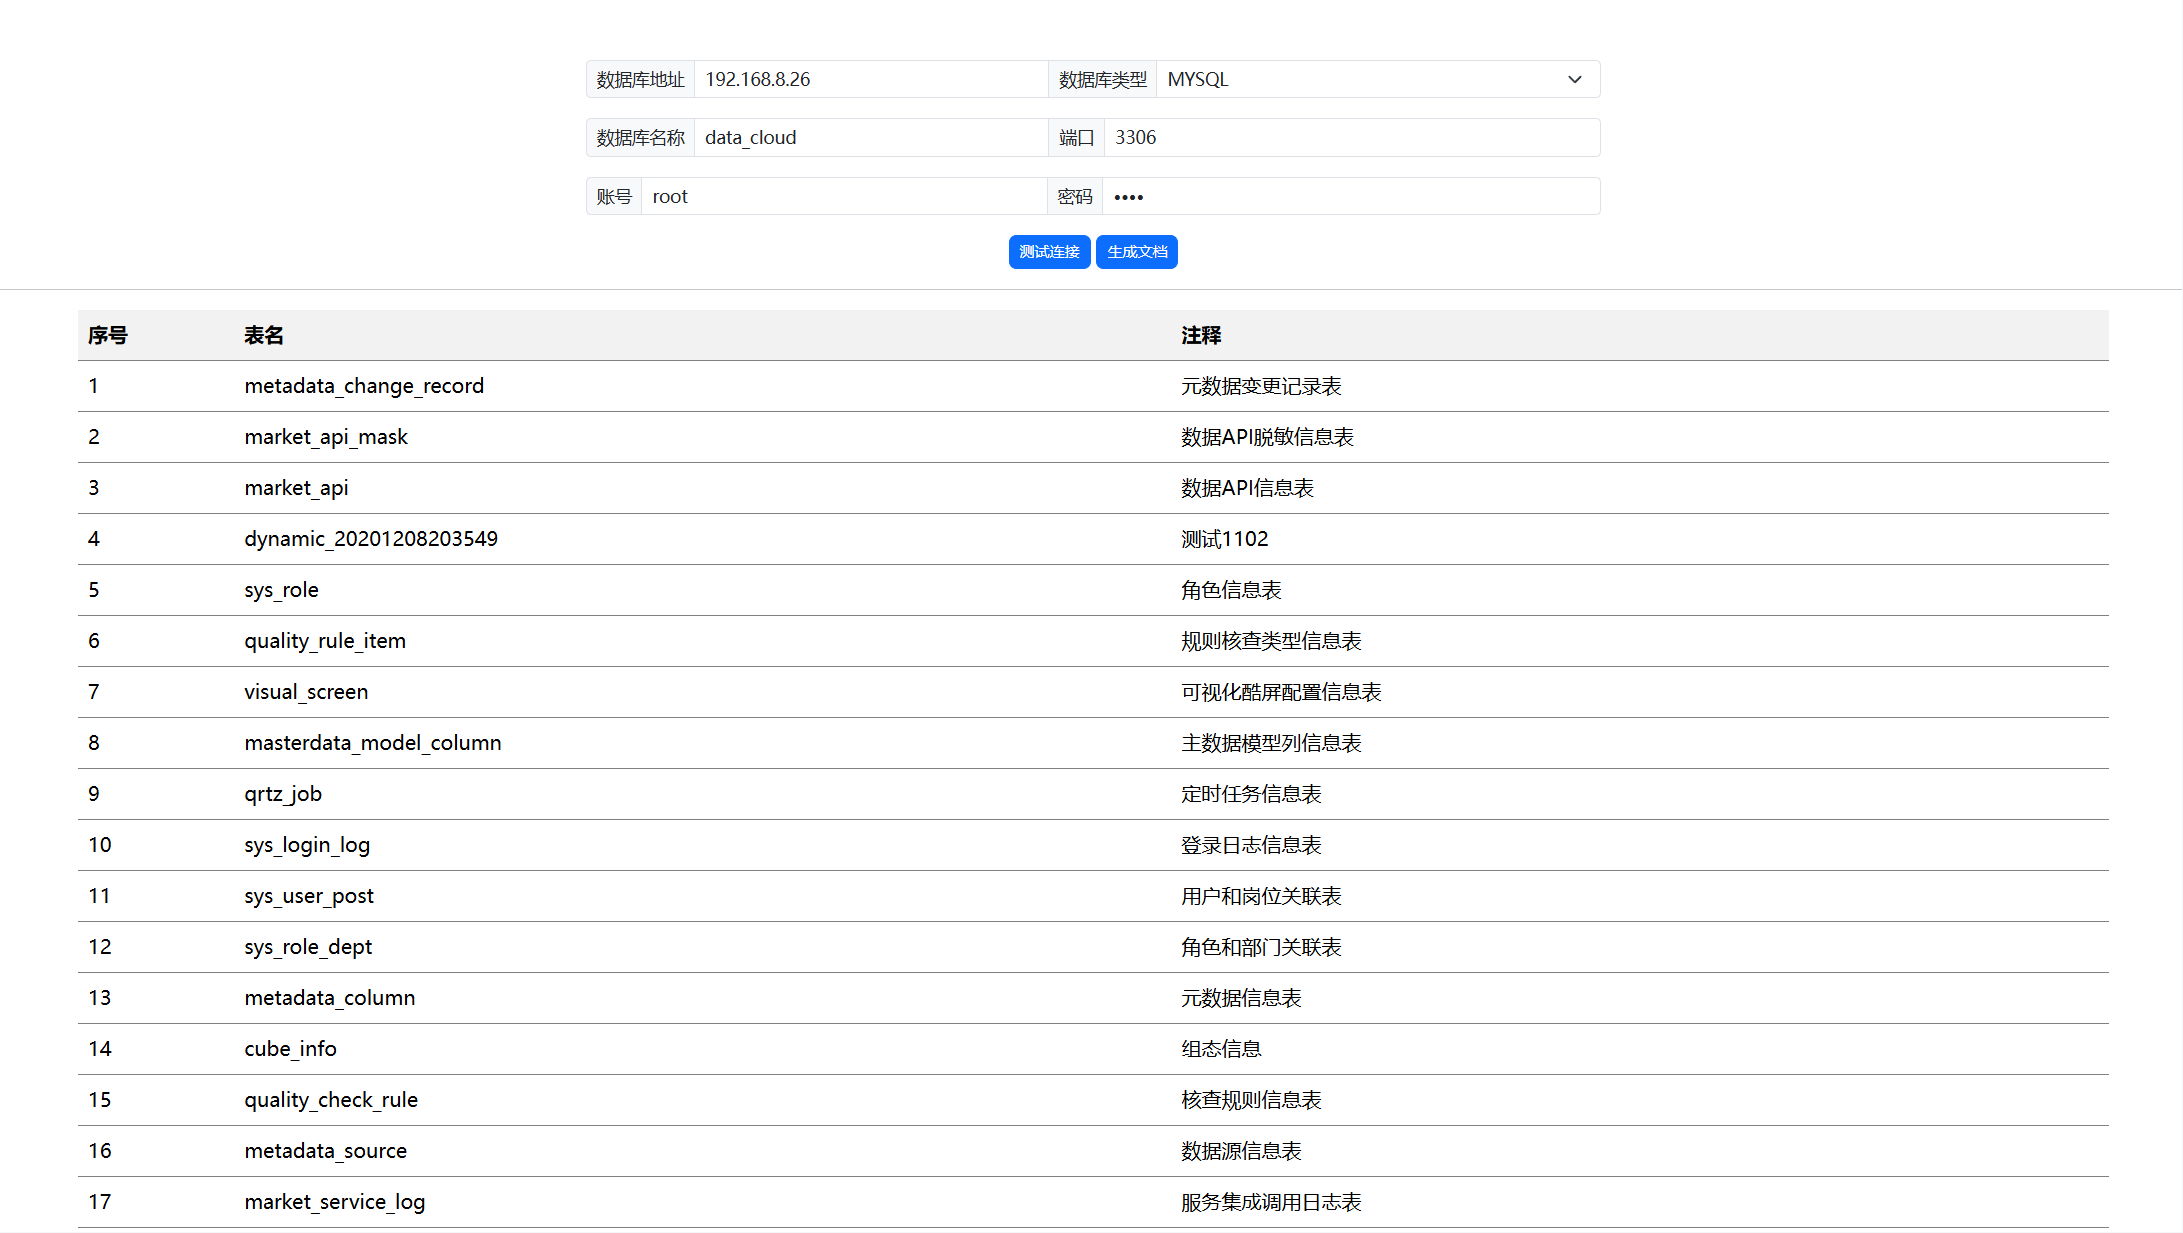 数据库地址 192.168.8.26 数据库类型 MYSQL
数据库名称 data_cloud 端口 3306
账号 root 密码 ••••
测试连接 生成文档
序号 表名 注释
1 metadata_change_record 元数据变更记录表
2 market_api_mask 数据API脱敏信息表
3 market_api 数据API信息表
4 dynamic_20201208203549 测试1102
5 sys_role 角色信息表
6 quality_rule_item 规则核查类型信息表
7 visual_screen 可视化酷屏配置信息表
8 masterdata_model_column 主数据模型列信息表
9 qrtz_job 定时任务信息表
10 sys_login_log 登录日志信息表
11 sys_user_post 用户和岗位关联表
12 sys_role_dept 角色和部门关联表
13 metadata_column 元数据信息表
14 cube_info 组态信息
15 quality_check_rule 核查规则信息表
16 metadata_source 数据源信息表
17 market_service_log 服务集成调用日志表